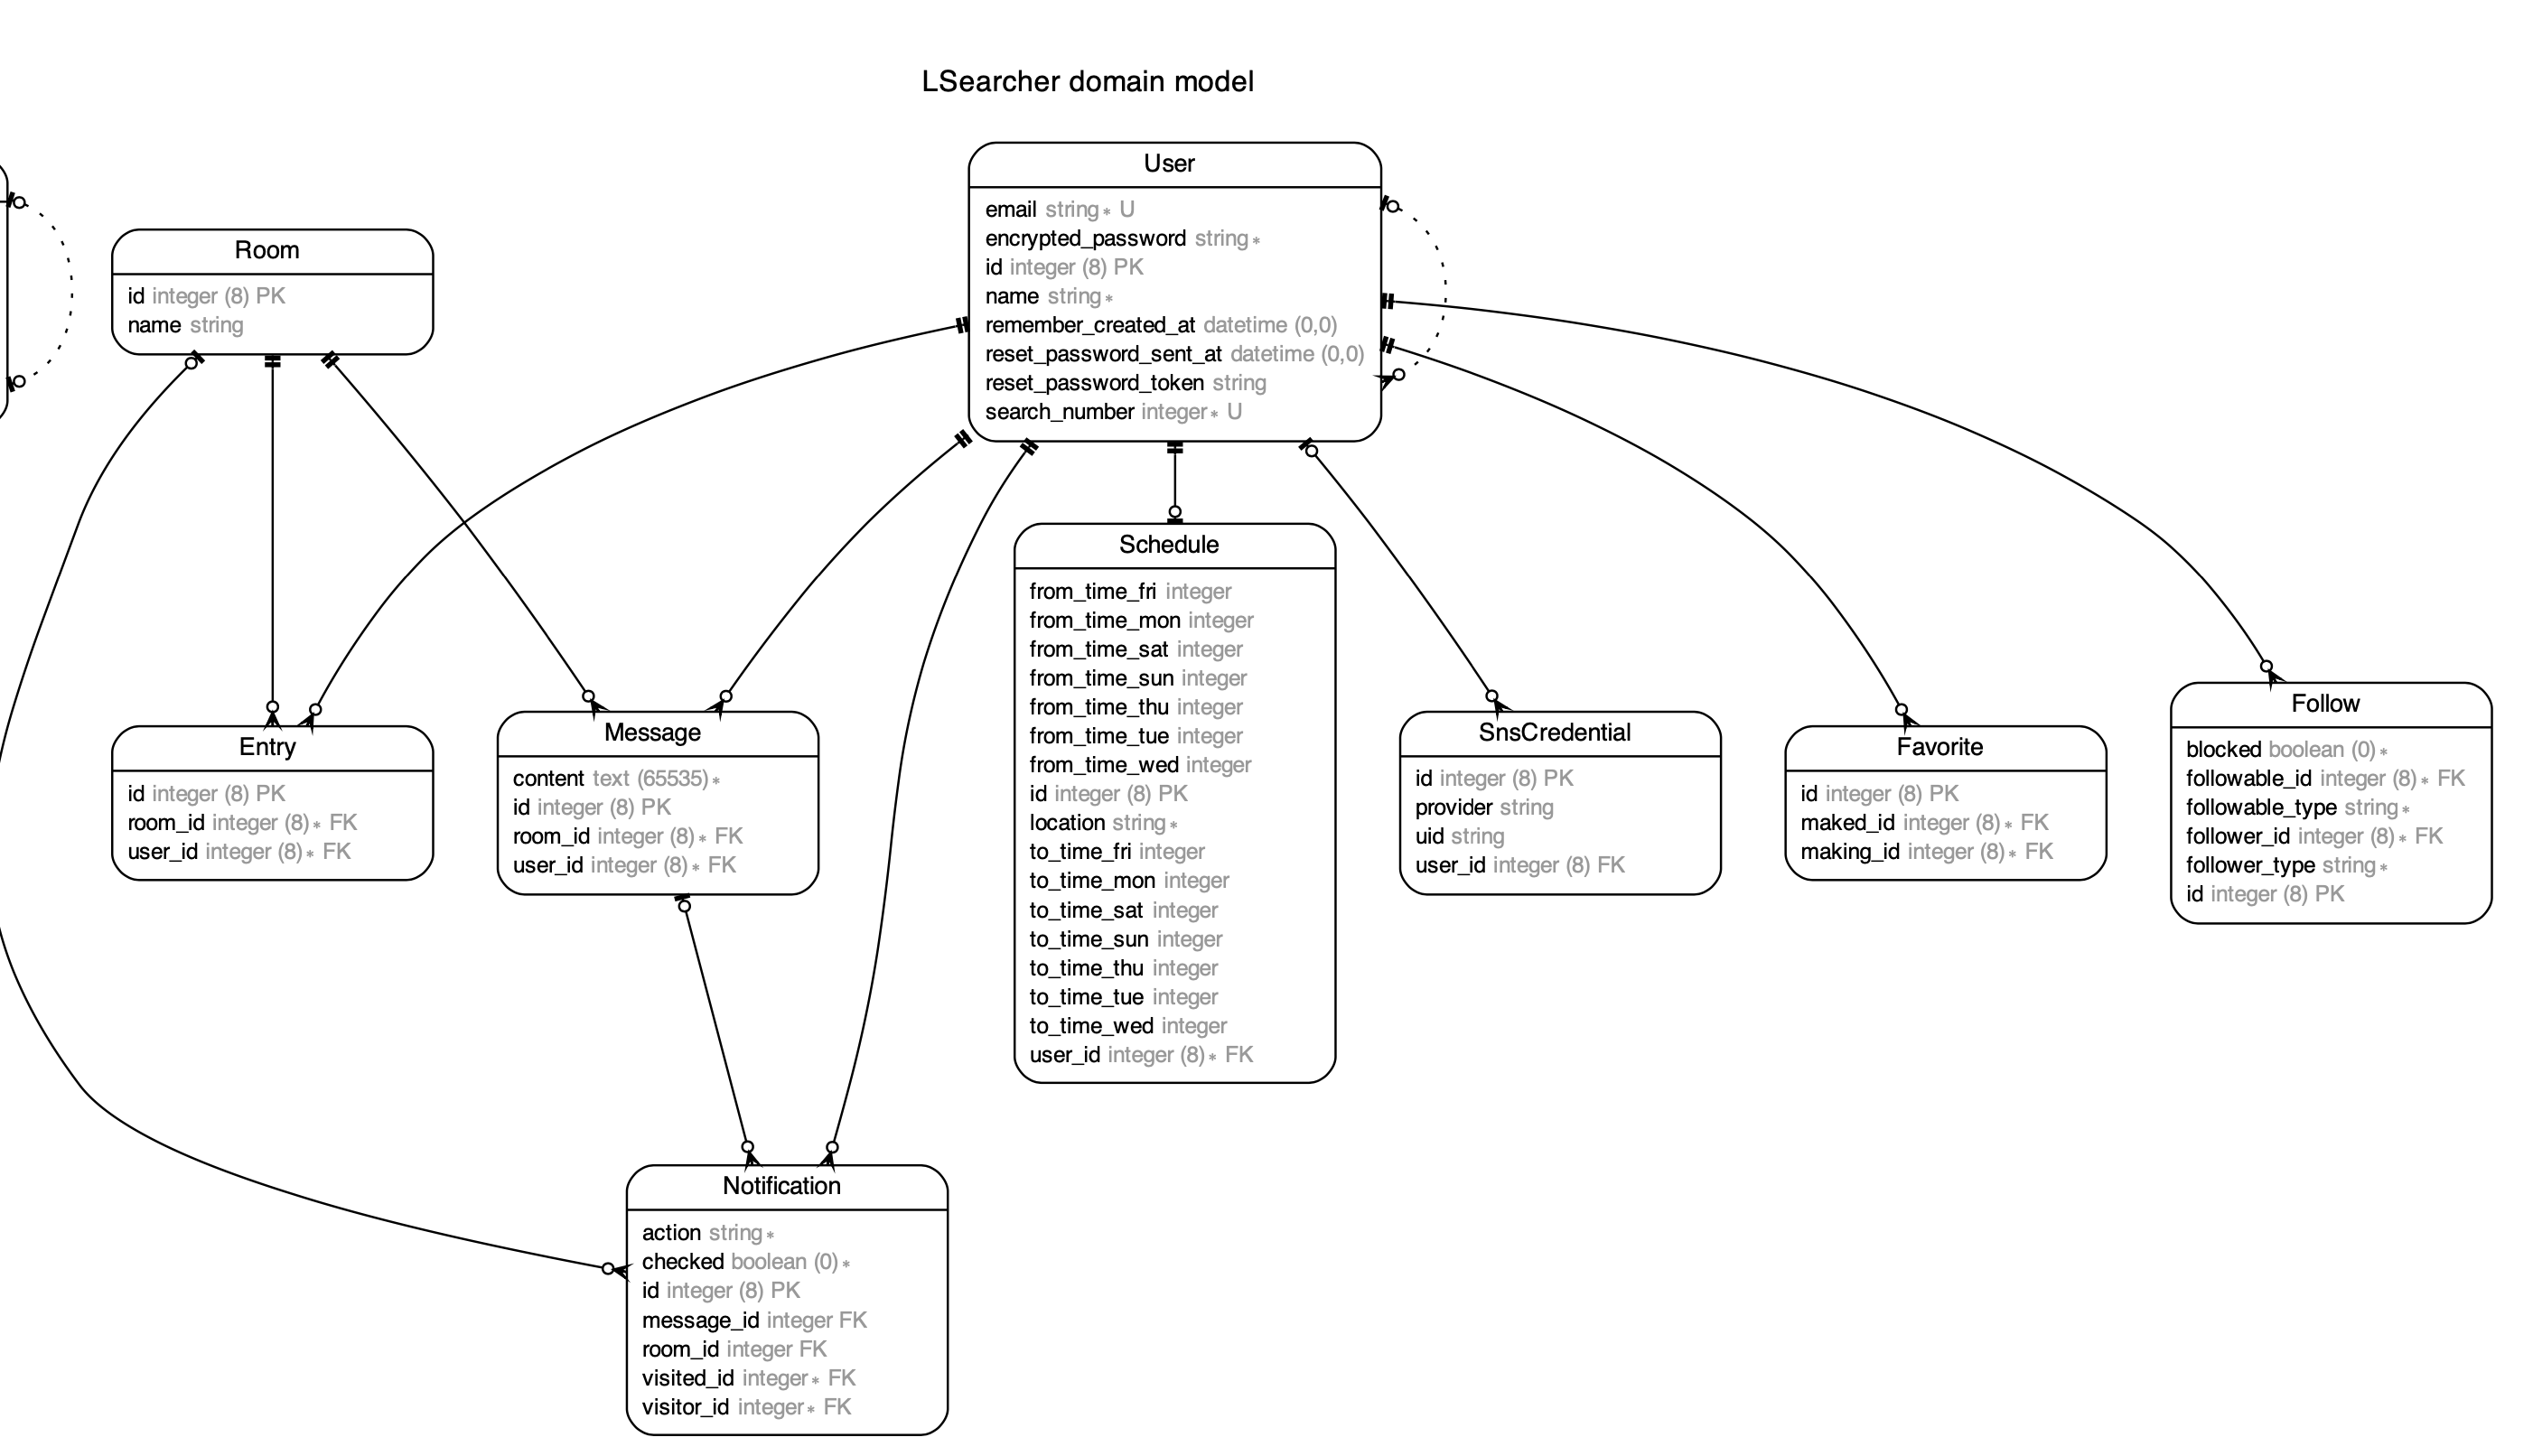 LSearcher domain model
User
email string∗ U
encrypted_password string∗
id integer (8) PK
name string∗
remember_created_at datetime (0,0)
reset_password_sent_at datetime (0,0)
reset_password_token string
search_number integer∗ U
Room
id integer (8) PK
name string
Schedule
from_time_fri integer
from_time_mon integer
from_time_sat integer
from_time_sun integer
from_time_thu integer
from_time_tue integer
from_time_wed integer
id integer (8) PK
location string∗
to_time_fri integer
to_time_mon integer
to_time_sat integer
to_time_sun integer
to_time_thu integer
to_time_tue integer
to_time_wed integer
user_id integer (8)∗ FK
Entry
id integer (8) PK
room_id integer (8)∗ FK
user_id integer (8)∗ FK
Message
content text (65535)∗
id integer (8) PK
room_id integer (8)∗ FK
user_id integer (8)∗ FK
SnsCredential
id integer (8) PK
provider string
uid string
user_id integer (8) FK
Favorite
id integer (8) PK
maked_id integer (8)∗ FK
making_id integer (8)∗ FK
Follow
blocked boolean (0)∗
followable_id integer (8)∗ FK
followable_type string∗
follower_id integer (8)∗ FK
follower_type string∗
id integer (8) PK
Notification
action string∗
checked boolean (0)∗
id integer (8) PK
message_id integer FK
room_id integer FK
visited_id integer∗ FK
visitor_id integer∗ FK